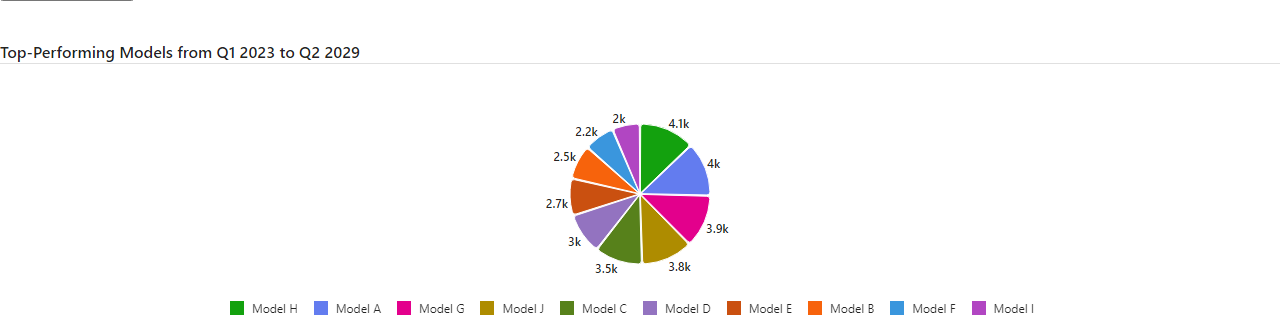 Top-Performing Models from Q1 2023 to Q2 2029
2k
4.1k
2.2k
2.5k
4k
2.7k
3.9k
3k
3.5k
3.8k
Model H
Model A
Model G
Model J
Model C
Model D
Model E
Model B
Model F
Model I